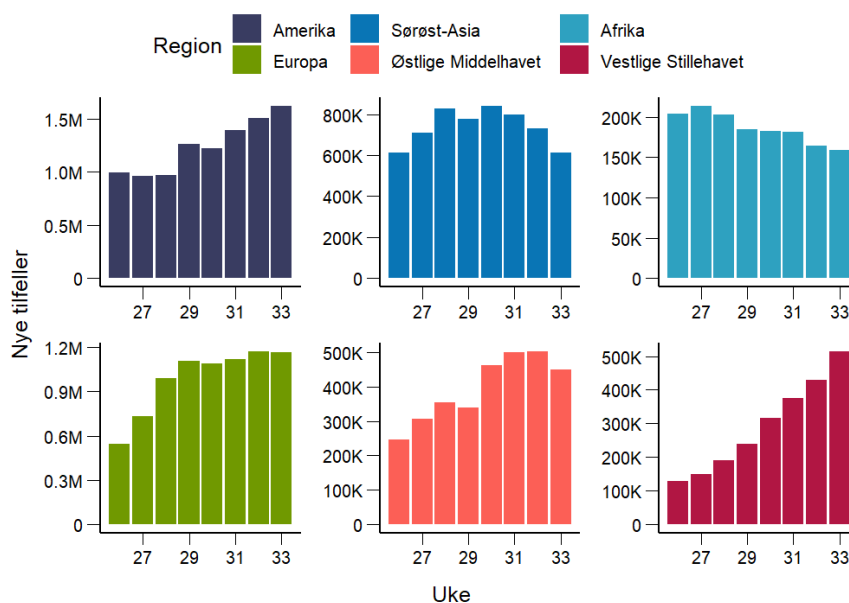 Region
Amerika
Sørøst-Asia
Afrika
Europa
Østlige Middelhavet
Vestlige Stillehavet
Nye tilfeller
1.5M
1.0M
0.5M
0
27 29 31 33
800K
600K
400K
200K
0
27 29 31 33
200K
150K
100K
50K
0
27 29 31 33
1.2M
0.9M
0.6M
0.3M
0
27 29 31 33
500K
400K
300K
200K
100K
0
27 29 31 33
500K
400K
300K
200K
100K
0
27 29 31 33
Uke